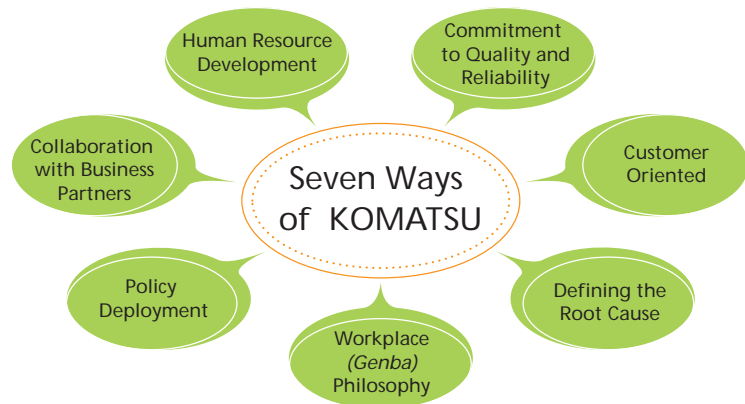 Seven Ways
of KOMATSU
Commitment
to Quality and
Reliability
Customer
Oriented
Defining the
Root Cause
Workplace
(Genba)
Philosophy
Policy
Deployment
Collaboration
with Business
Partners
Human Resource
Development